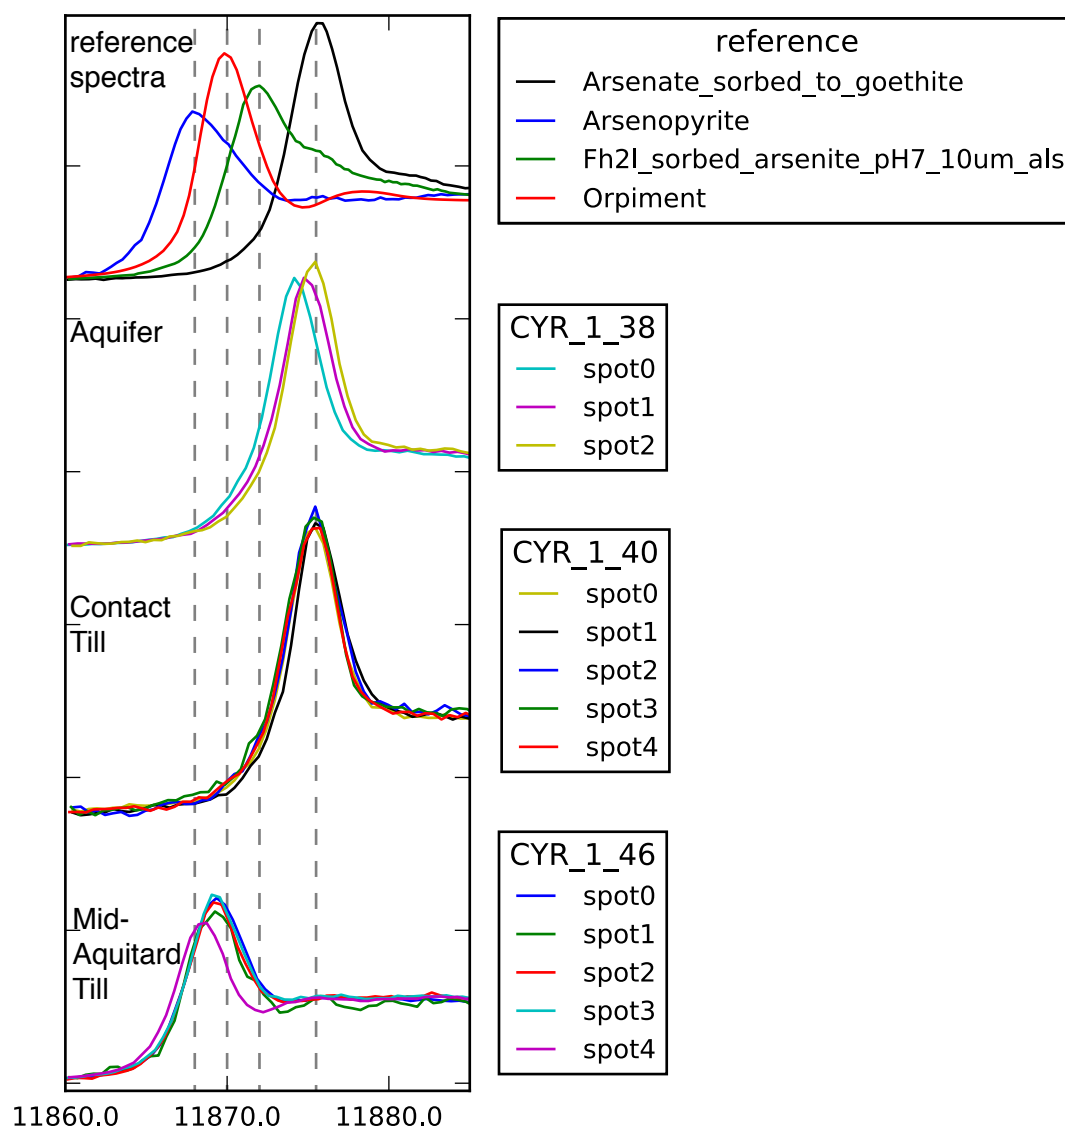 reference
spectra
Aquifer
Contact
Till
Mid-
Aquitard
Till
11860.0
11870.0
11880.0
reference
Arsenate_sorbed_to_goethite
Arsenopyrite
Fh2l_sorbed_arsenite_pH7_10um_als
Orpiment
CYR_1_38
spot0
spot1
spot2
CYR_1_40
spot0
spot1
spot2
spot3
spot4
CYR_1_46
spot0
spot1
spot2
spot3
spot4